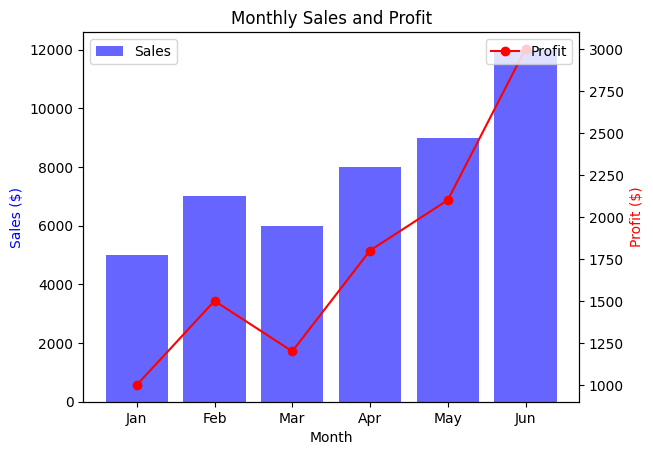 Monthly Sales and Profit
Sales
Profit
12000
10000
8000
6000
4000
2000
0
Sales ($)
3000
2750
2500
2250
2000
1750
1500
1250
1000
Profit ($)
Jan Feb Mar Apr May Jun
Month